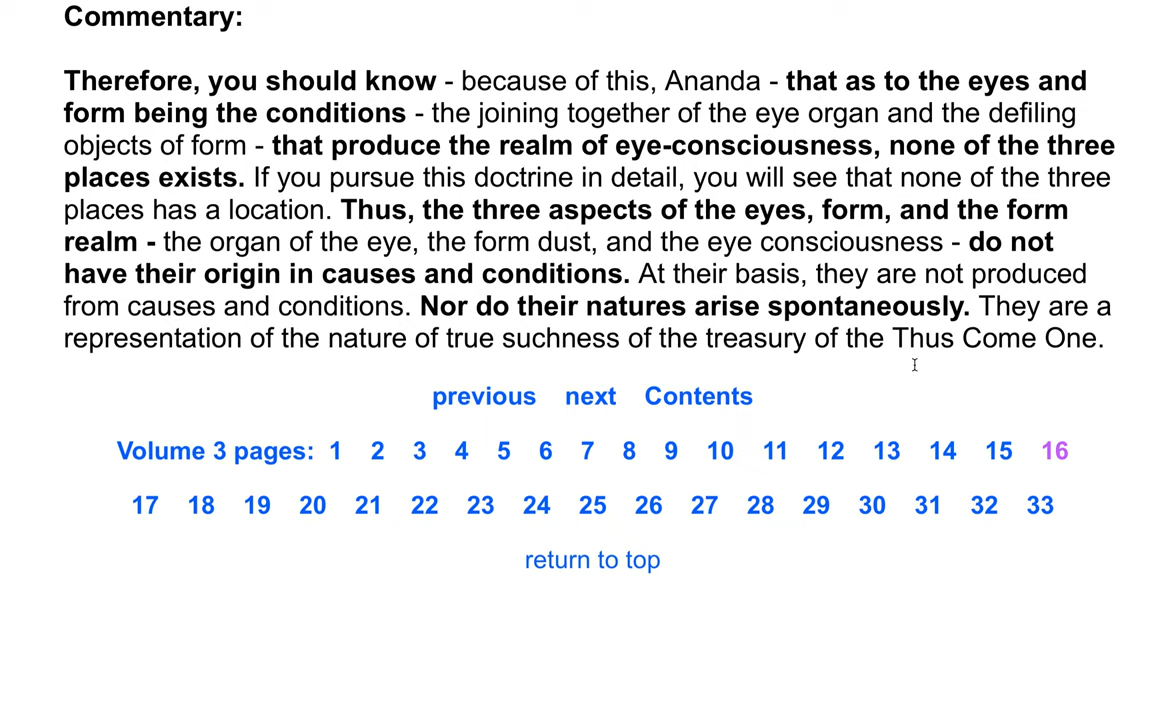 Commentary:
Therefore, you should know - because of this, Ananda - that as to the eyes and
form being the conditions - the joining together of the eye organ and the defiling
objects of form - that produce the realm of eye-consciousness, none of the three
places exists. If you pursue this doctrine in detail, you will see that none of the three
places has a location. Thus, the three aspects of the eyes, form, and the form
realm - the organ of the eye, the form dust, and the eye consciousness - do not
have their origin in causes and conditions. At their basis, they are not produced
from causes and conditions. Nor do their natures arise spontaneously. They are a
representation of the nature of true suchness of the treasury of the Thus Come One.
previous next Contents
Volume 3 pages: 1 2 3 4 5 6 7 8 9 10 11 12 13 14 15 16
17 18 19 20 21 22 23 24 25 26 27 28 29 30 31 32 33
return to top